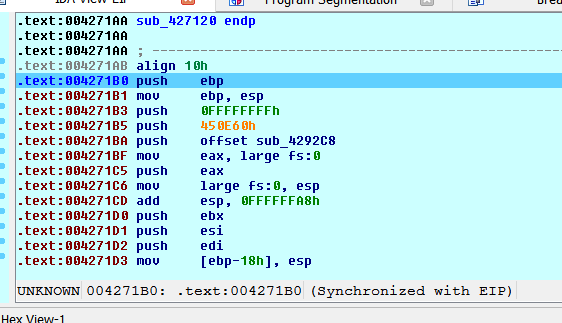 IDA View-EIP Program Segmentation
.text:004271AA sub_427120 endp
.text:004271AA
.text:004271AA ; ---------------------------------------------------------------
.text:004271AB align 10h
.text:004271B0 push ebp
.text:004271B1 mov ebp, esp
.text:004271B3 push 0FFFFFFFFh
.text:004271B5 push 450E60h
.text:004271BA push offset sub_4292C8
.text:004271BF mov eax, large fs:0
.text:004271C5 push eax
.text:004271C6 mov large fs:0, esp
.text:004271CD add esp, 0FFFFFFA8h
.text:004271D0 push ebx
.text:004271D1 push esi
.text:004271D2 push edi
.text:004271D3 mov [ebp-18h], esp
UNKNOWN 004271B0: .text:004271B0 (Synchronized with EIP)
Hex View-1